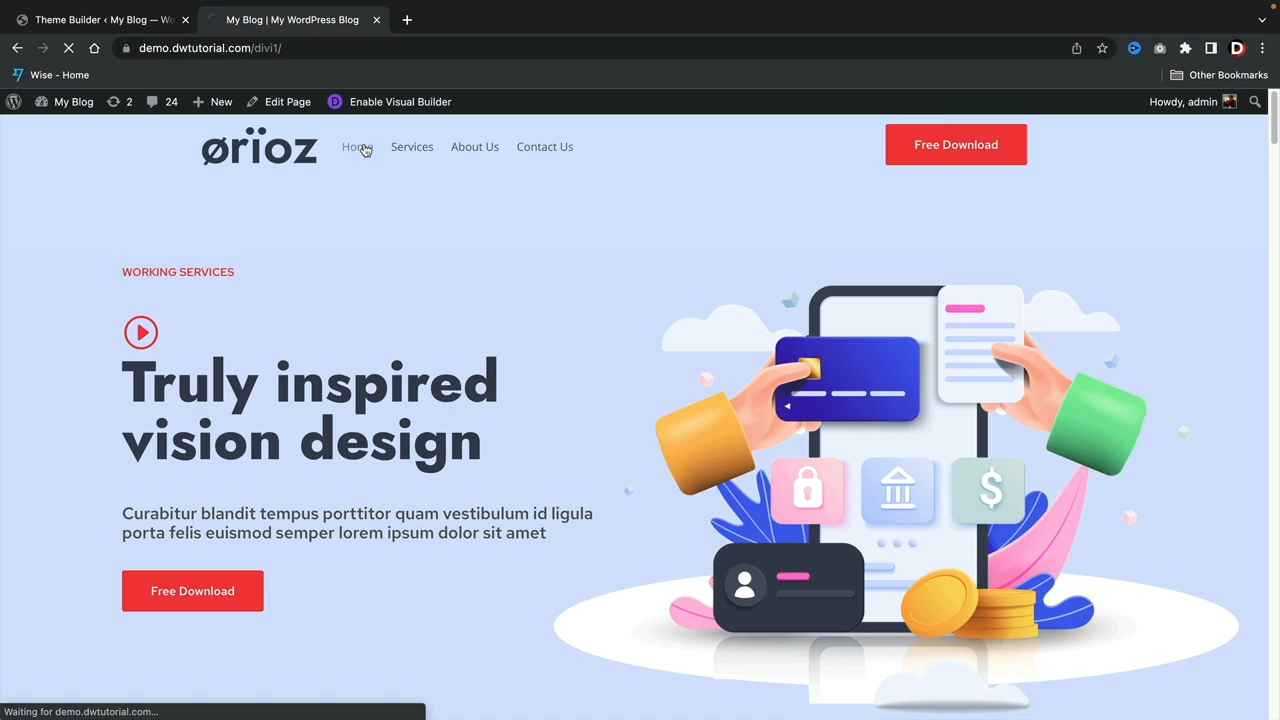 Theme Builder ‹ My Blog — Wo
My Blog | My WordPress Blog
demo.dwtutorial.com/divi1/
Wise - Home
Other Bookmarks
My Blog 2 24 New Edit Page Enable Visual Builder
Howdy, admin
ørïoz
Home Services About Us Contact Us
Free Download
WORKING SERVICES
Truly inspired
vision design
Curabitur blandit tempus porttitor quam vestibulum id ligula
porta felis euismod semper lorem ipsum dolor sit amet
Free Download
Waiting for demo.dwtutorial.com...